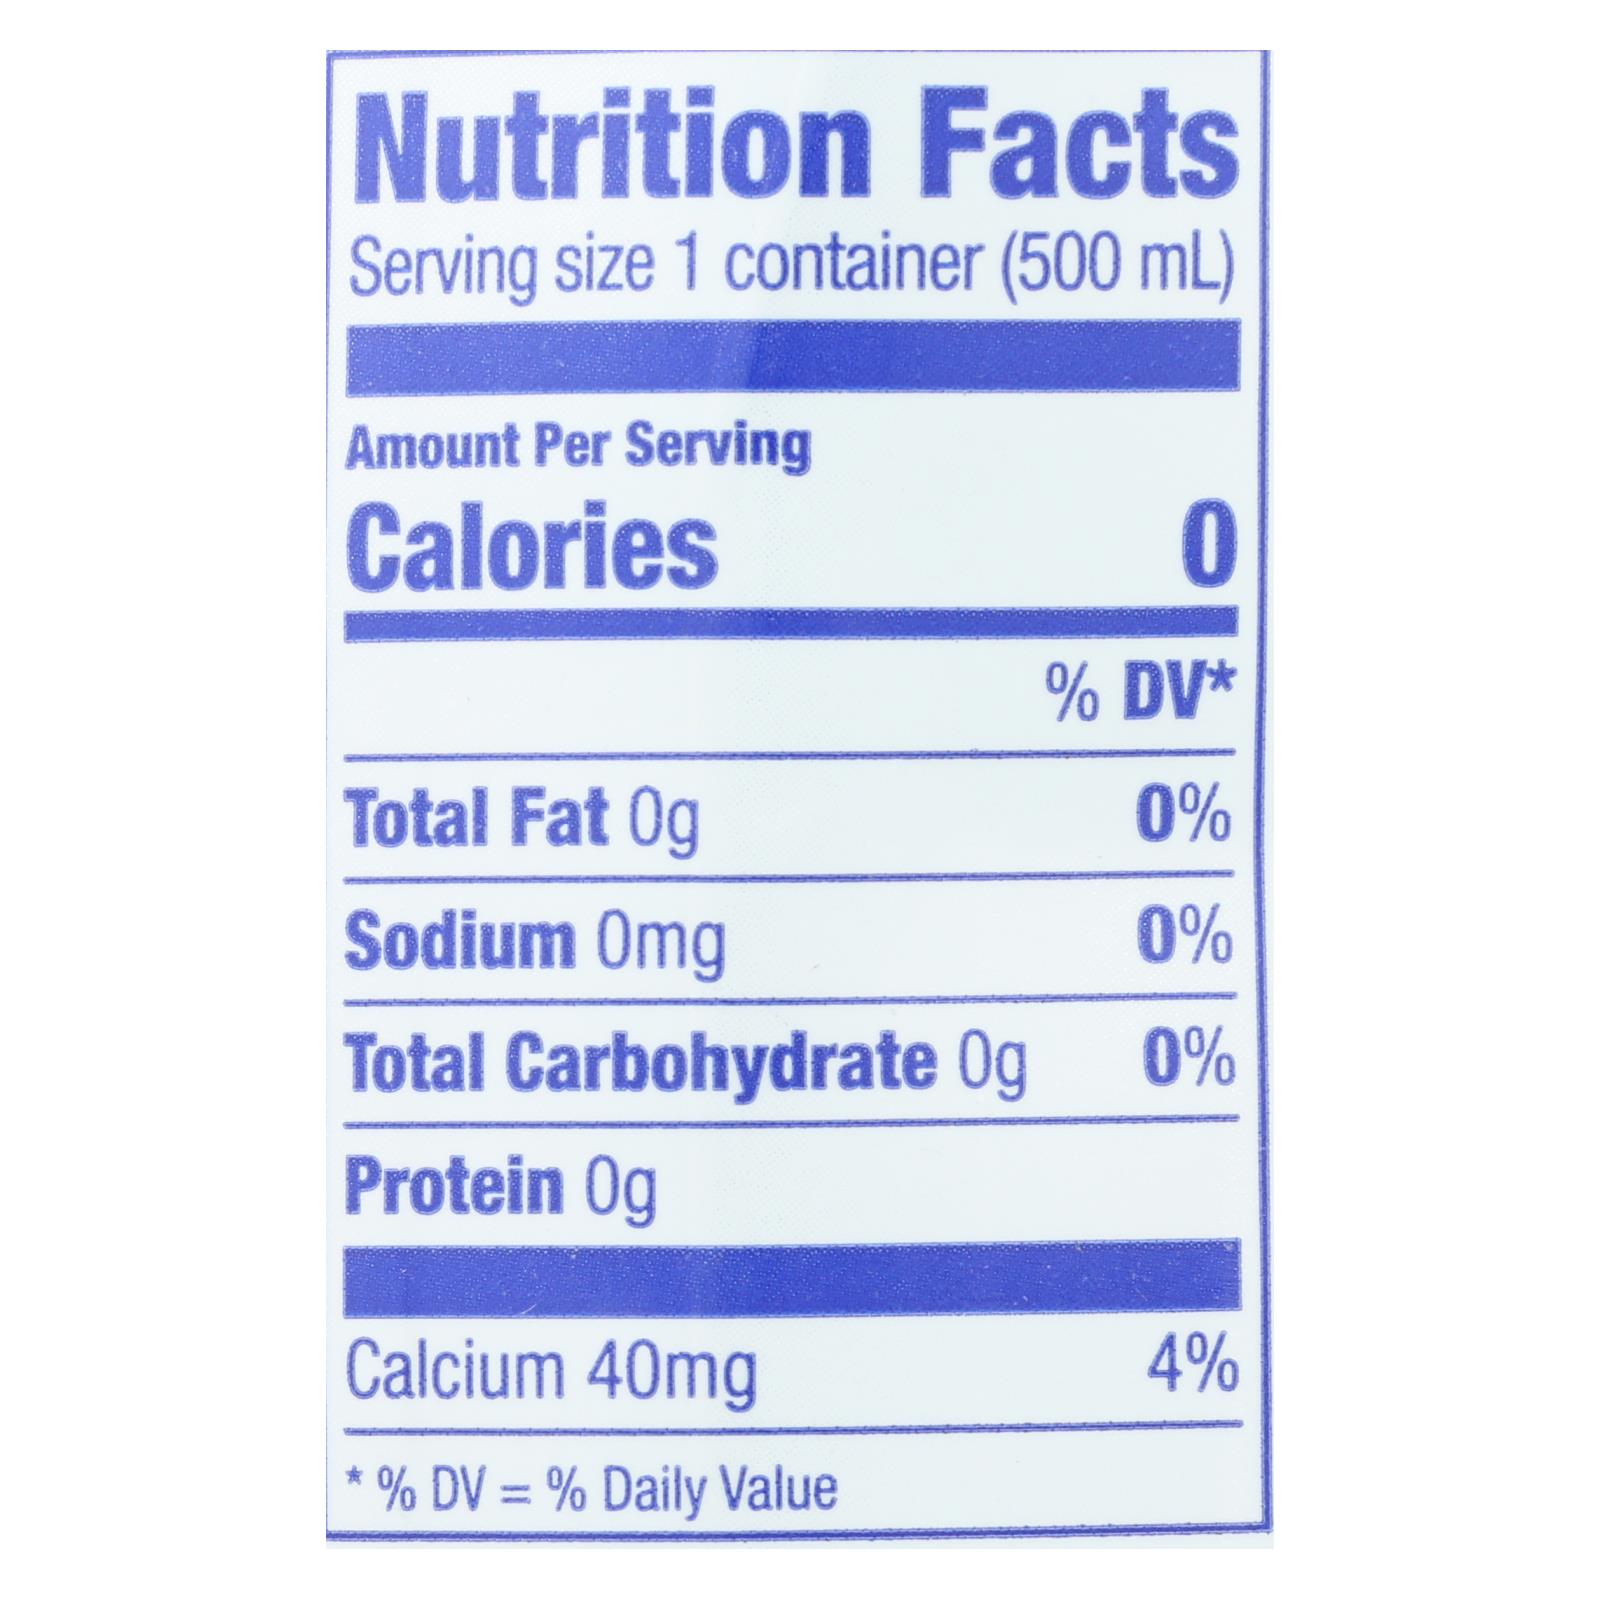 Nutrition Facts
Serving size 1 container (500 mL)
Amount Per Serving
Calories 0
% DV*
Total Fat 0g 0%
Sodium 0mg 0%
Total Carbohydrate 0g 0%
Protein 0g
Calcium 40mg 4%
* % DV = % Daily Value